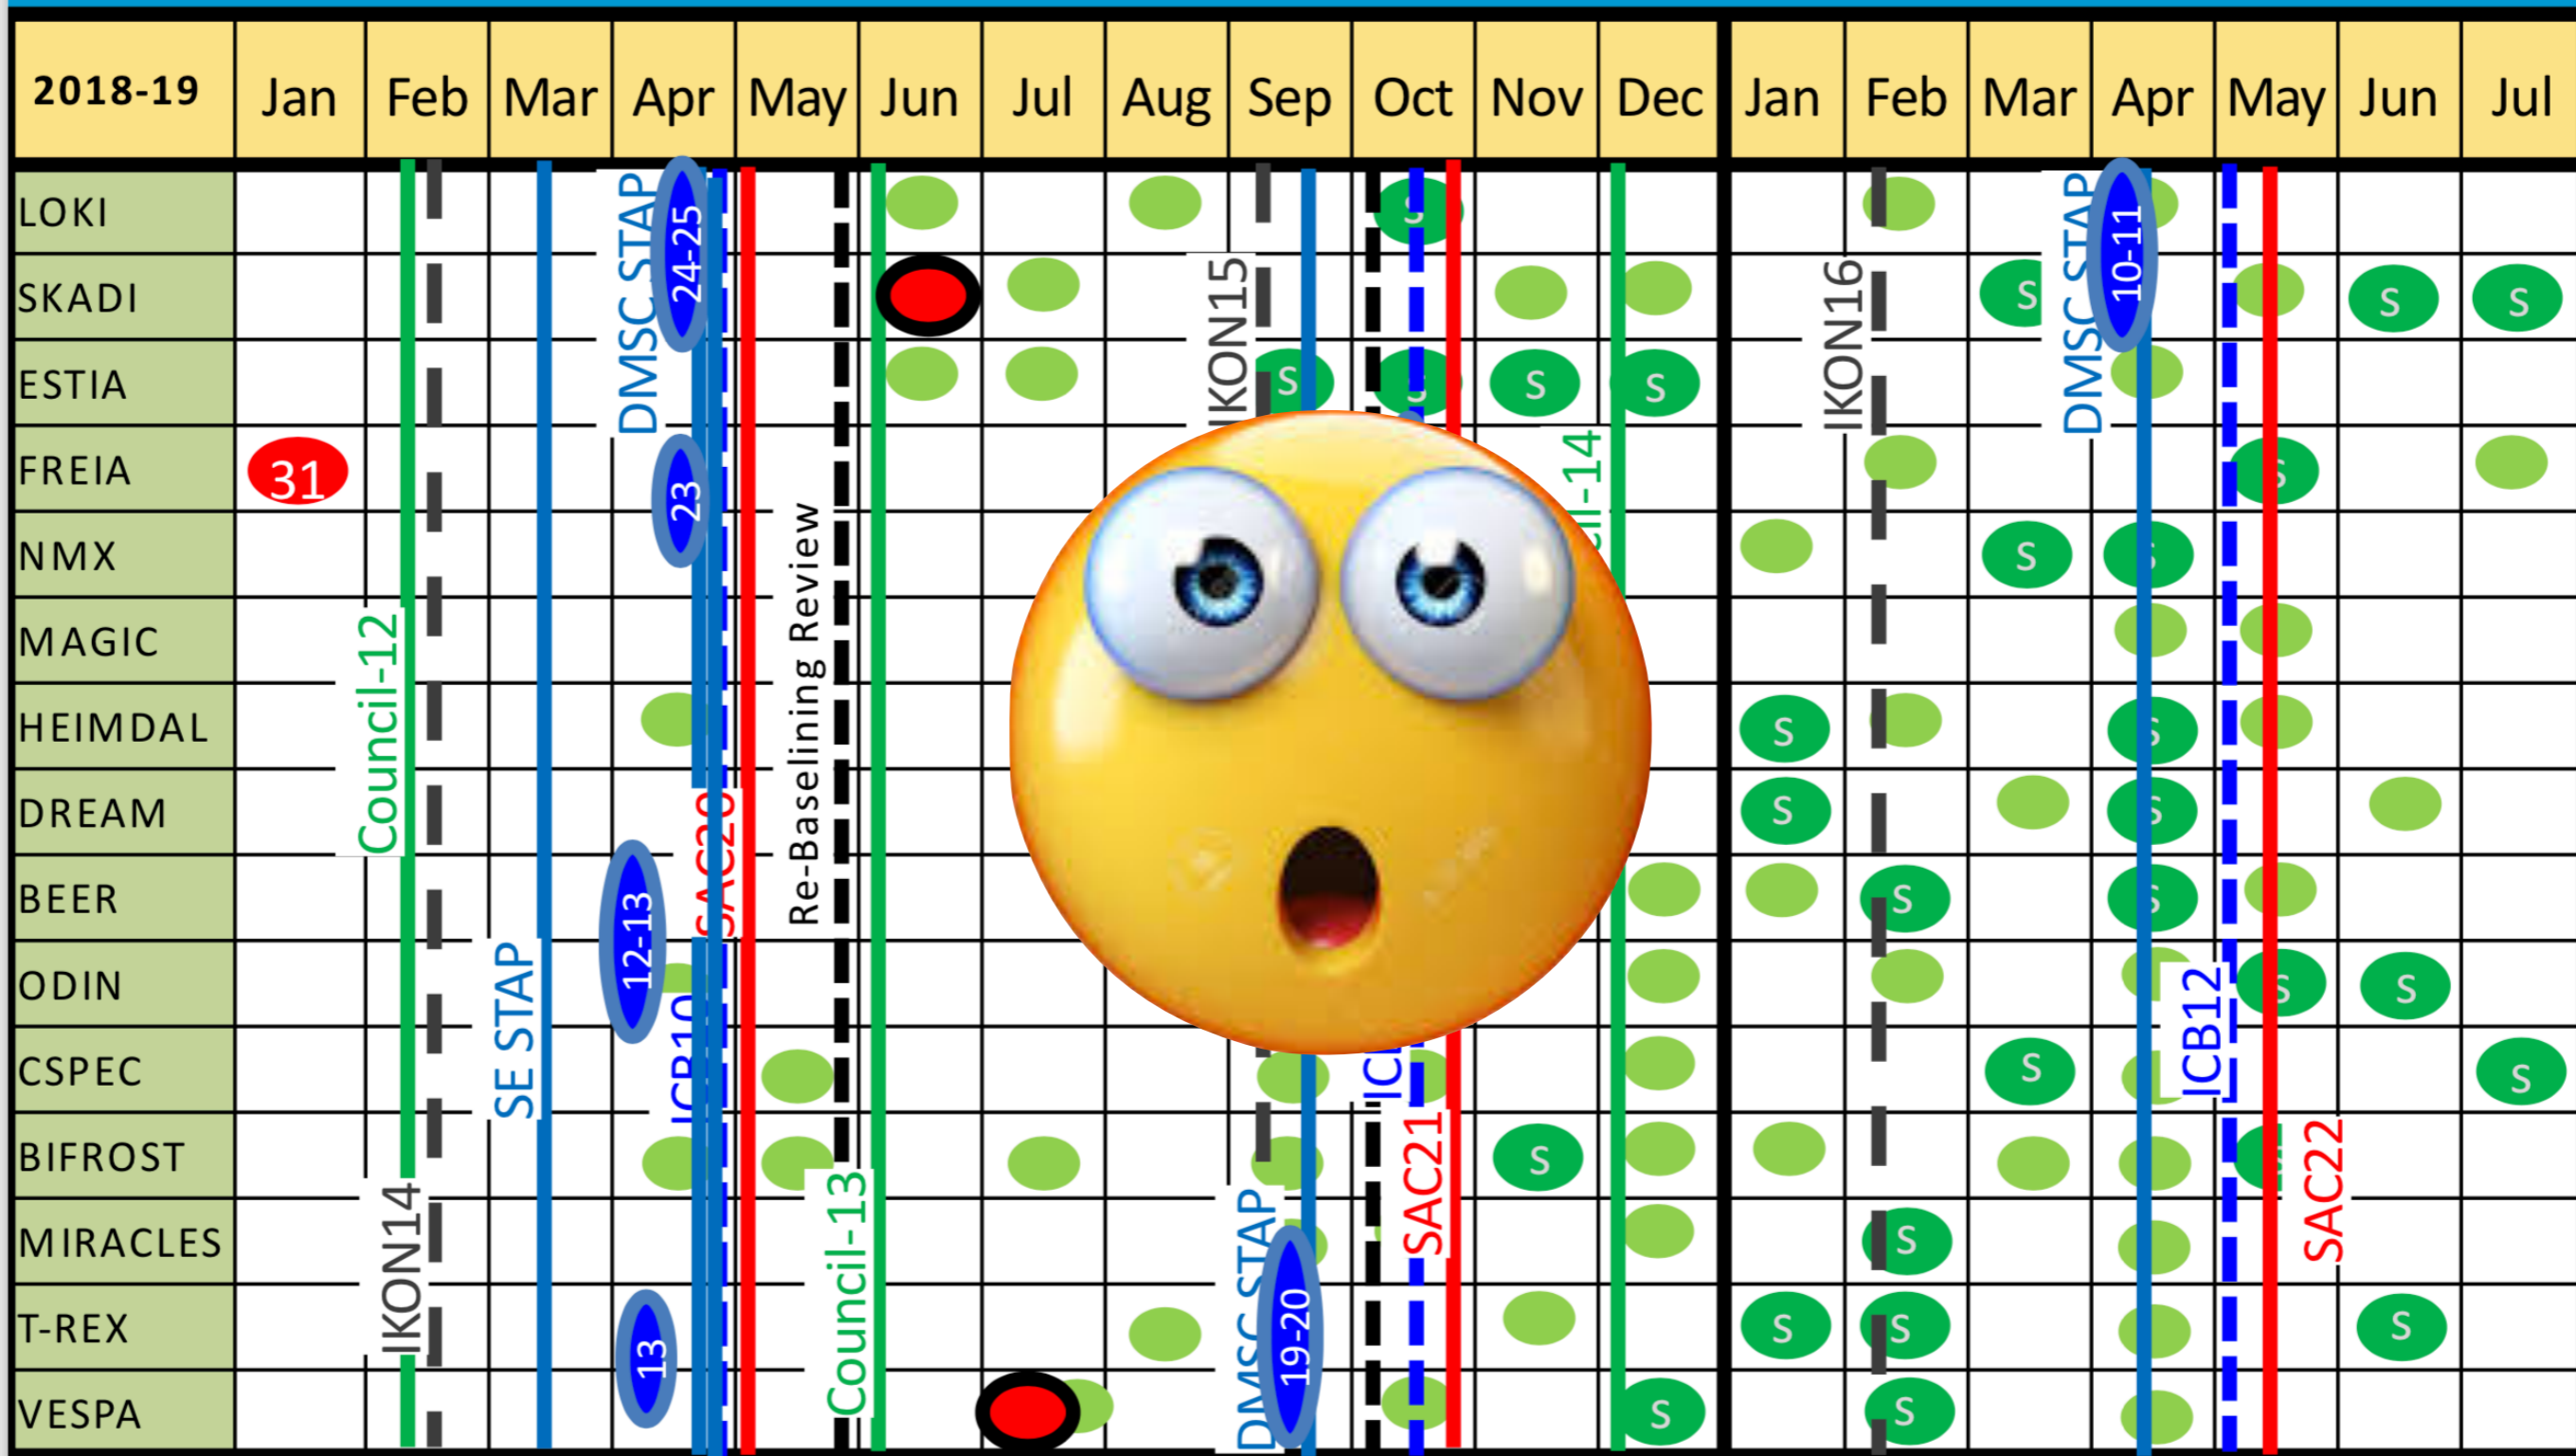 2018-19 Jan Feb Mar Apr May Jun Jul Aug Sep Oct Nov Dec Jan Feb Mar Apr May Jun Jul
LOKI S
SKADI S S S
ESTIA S S S S
FREIA 31 S
NMX S S
MAGIC
HEIMDAL S S
DREAM S S
BEER S S
ODIN S S
CSPEC S S
BIFROST S
MIRACLES S
T-REX S S S
VESPA S S
Council-12
IKON14
SE STAP
DMSC STAP
24-25
23
12-13
13
ICB10
SAC20
Re-Baselining Review
Council-13
IKON15
DMSC STAP
19-20
SAC21
IKON16
DMSC STAP
10-11
ICB12
SAC22